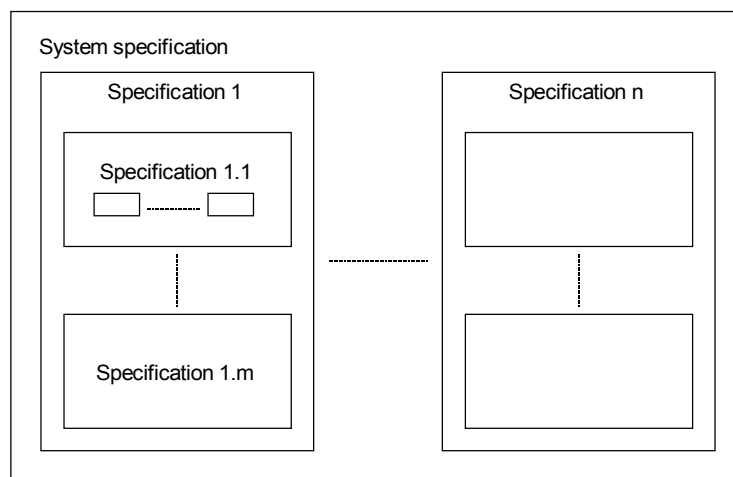 System specification
Specification 1
Specification n
Specification 1.1
Specification 1.m